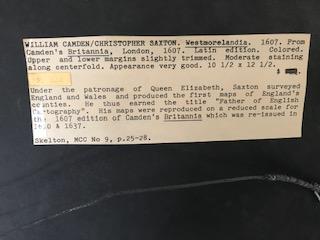 WILLIAM CAMDEN/CHRISTOPHER SAXTON. Westmorelandia. 1607. From
Camden's Britannia, London, 1607. Latin edition. Colored.
Upper and lower margins slightly trimmed. Moderate staining
along centerfold. Appearance very good. 10 1/2 x 12 1/2.
$
Under the patronage of Queen Elizabeth, Saxton surveyed
England and Wales and produced the first maps of England's
counties. He thus earned the title "Father of English
Cartography". His maps were reproduced on a reduced scale for
the 1607 edition of Camden's Britannia which was re-issued in
1610 & 1637.
Skelton, MCC No 9, p.25-28.